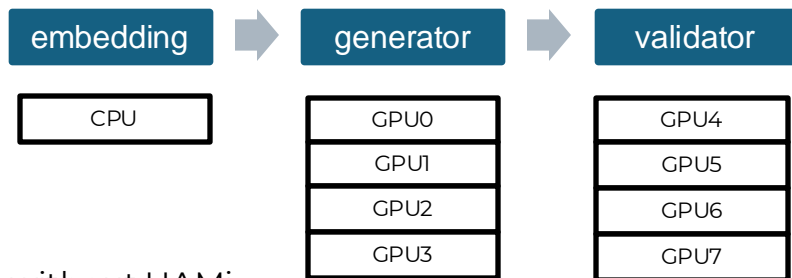 embedding
generator
validator
CPU
GPU0
GPU4
GPU1
GPU5
GPU2
GPU6
GPU3
GPU7